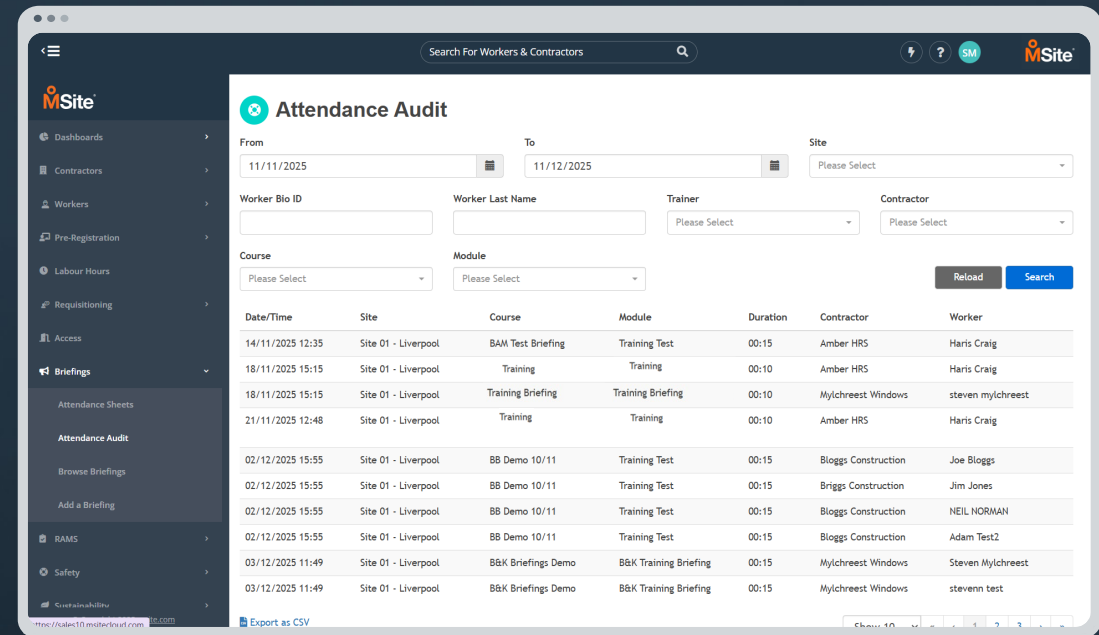 Search For Workers & Contractors
?
SM
MSite
MSite
Dashboards
Contractors
Workers
Pre-Registration
Labour Hours
Requisitioning
Access
Briefings
Attendance Sheets
Attendance Audit
Browse Briefings
Add a Briefing
RAMS
Safety
Sustainability
https://sales10.msitecloud.com
ite.com
Attendance Audit
From To Site
11/11/2025 11/12/2025 Please Select
Worker Bio ID Worker Last Name Trainer Contractor
Please Select Please Select
Course Module
Please Select Please Select Reload Search
Date/Time Site Course Module Duration Contractor Worker
14/11/2025 12:35 Site 01 - Liverpool BAM Test Briefing Training Test 00:15 Amber HRS Haris Craig
18/11/2025 15:15 Site 01 - Liverpool Training Training 00:10 Amber HRS Haris Craig
18/11/2025 15:15 Site 01 - Liverpool Training Briefing Training Briefing 00:10 Mylchreest Windows steven mylchreest
21/11/2025 12:48 Site 01 - Liverpool Training Training 00:10 Amber HRS Haris Craig
02/12/2025 15:55 Site 01 - Liverpool BB Demo 10/11 Training Test 00:15 Bloggs Construction Joe Bloggs
02/12/2025 15:55 Site 01 - Liverpool BB Demo 10/11 Training Test 00:15 Briggs Construction Jim Jones
02/12/2025 15:55 Site 01 - Liverpool BB Demo 10/11 Training Test 00:15 Bloggs Construction NEIL NORMAN
02/12/2025 15:55 Site 01 - Liverpool BB Demo 10/11 Training Test 00:15 Bloggs Construction Adam Test2
03/12/2025 11:49 Site 01 - Liverpool B&K Briefings Demo B&K Training Briefing 00:15 Mylchreest Windows Steven Mylchreest
03/12/2025 11:49 Site 01 - Liverpool B&K Briefings Demo B&K Training Briefing 00:15 Mylchreest Windows stevenn test
Export as CSV Show 10 « ‹ 1 2 3 › »